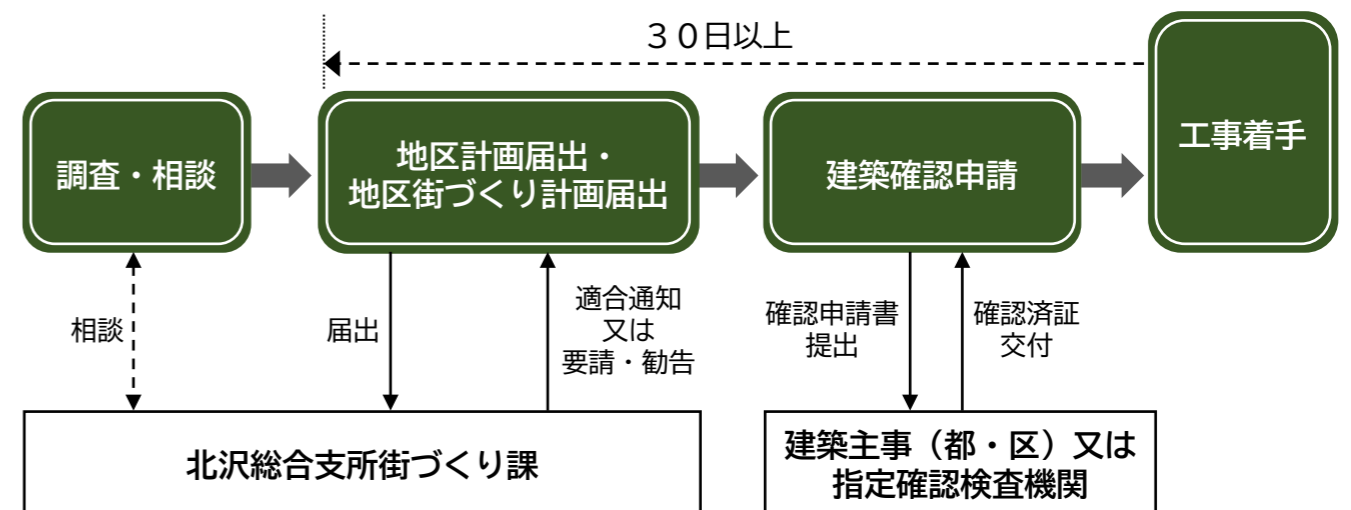 ３０日以上
調査・相談
地区計画届出・
地区街づくり計画届出
建築確認申請
工事着手
相談
届出
適合通知
又は
要請・勧告
確認申請書
提出
確認済証
交付
北沢総合支所街づくり課
建築主事（都・区）又は
指定確認検査機関